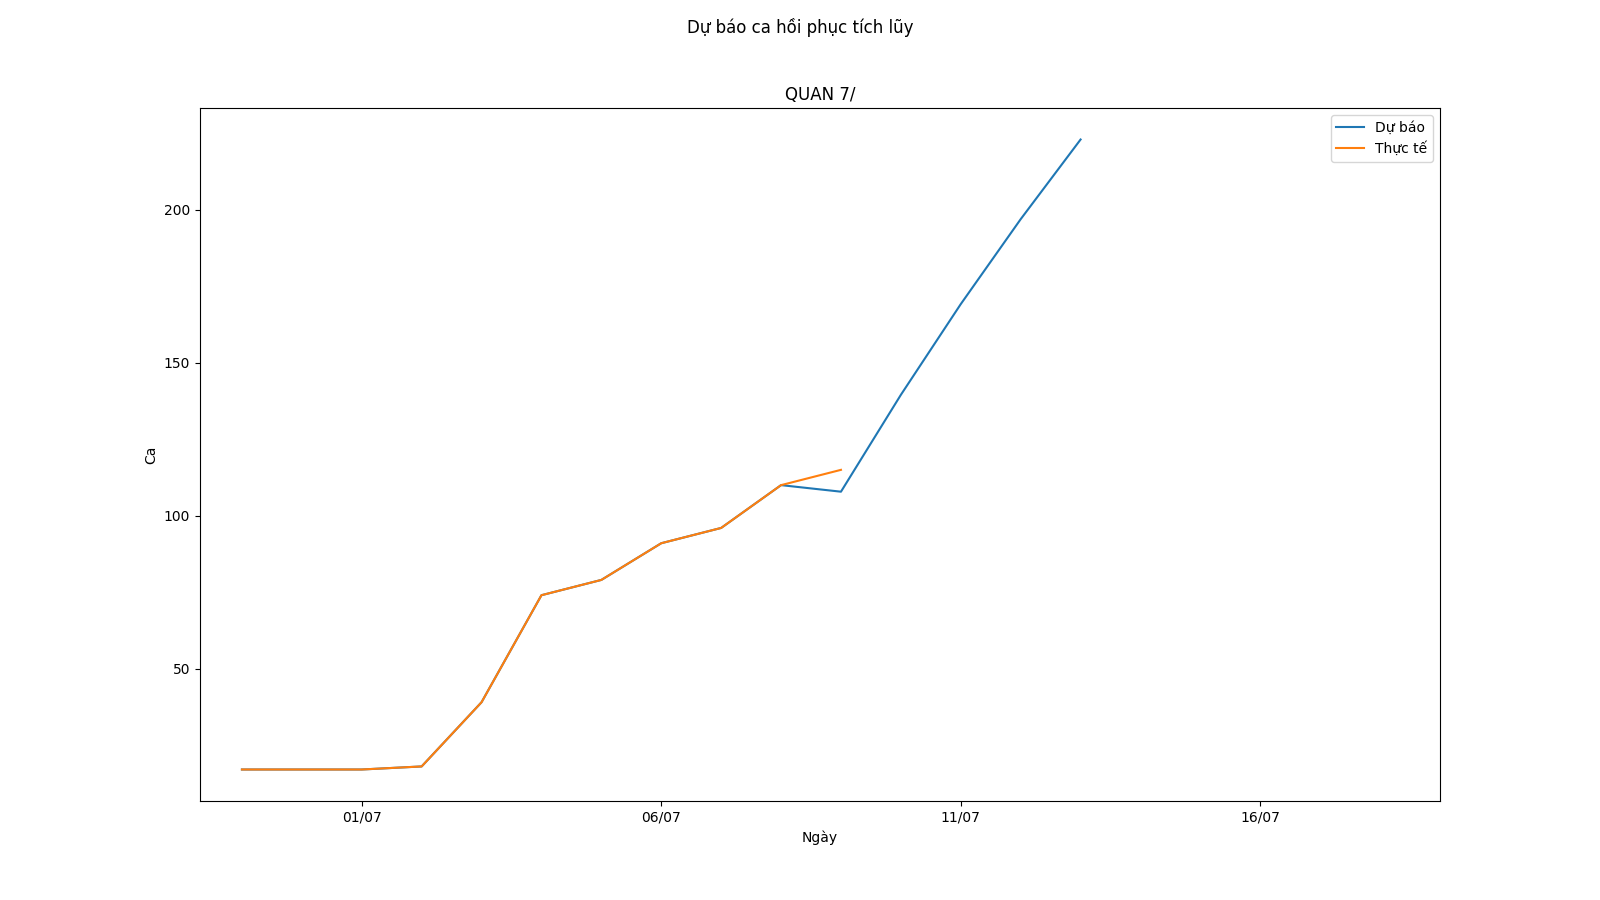 Dự báo ca hồi phục tích lũy
QUAN 7/
Dự báo
Thực tế
200
150
100
50
Ca
01/07
06/07
11/07
16/07
Ngày